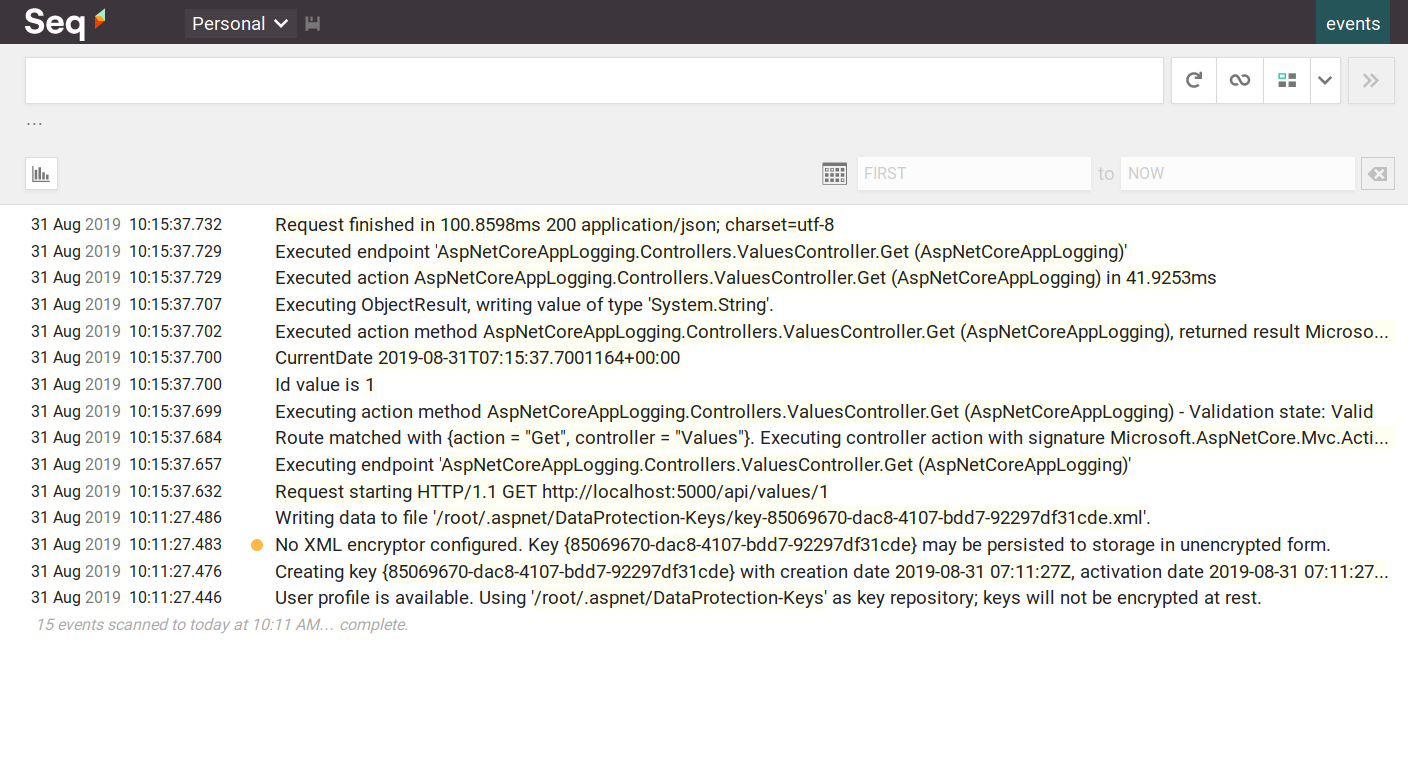 Seq Personal events
...
FIRST to NOW
31 Aug 2019 10:15:37.732 Request finished in 100.8598ms 200 application/json; charset=utf-8
31 Aug 2019 10:15:37.729 Executed endpoint 'AspNetCoreAppLogging.Controllers.ValuesController.Get (AspNetCoreAppLogging)'
31 Aug 2019 10:15:37.729 Executed action AspNetCoreAppLogging.Controllers.ValuesController.Get (AspNetCoreAppLogging) in 41.9253ms
31 Aug 2019 10:15:37.707 Executing ObjectResult, writing value of type 'System.String'.
31 Aug 2019 10:15:37.702 Executed action method AspNetCoreAppLogging.Controllers.ValuesController.Get (AspNetCoreAppLogging), returned result Microso...
31 Aug 2019 10:15:37.700 CurrentDate 2019-08-31T07:15:37.7001164+00:00
31 Aug 2019 10:15:37.700 Id value is 1
31 Aug 2019 10:15:37.699 Executing action method AspNetCoreAppLogging.Controllers.ValuesController.Get (AspNetCoreAppLogging) - Validation state: Valid
31 Aug 2019 10:15:37.684 Route matched with {action = "Get", controller = "Values"}. Executing controller action with signature Microsoft.AspNetCore.Mvc.Acti...
31 Aug 2019 10:15:37.657 Executing endpoint 'AspNetCoreAppLogging.Controllers.ValuesController.Get (AspNetCoreAppLogging)'
31 Aug 2019 10:15:37.632 Request starting HTTP/1.1 GET http://localhost:5000/api/values/1
31 Aug 2019 10:11:27.486 Writing data to file '/root/.aspnet/DataProtection-Keys/key-85069670-dac8-4107-bdd7-92297df31cde.xml'.
31 Aug 2019 10:11:27.483 No XML encryptor configured. Key {85069670-dac8-4107-bdd7-92297df31cde} may be persisted to storage in unencrypted form.
31 Aug 2019 10:11:27.476 Creating key {85069670-dac8-4107-bdd7-92297df31cde} with creation date 2019-08-31 07:11:27Z, activation date 2019-08-31 07:11:27...
31 Aug 2019 10:11:27.446 User profile is available. Using '/root/.aspnet/DataProtection-Keys' as key repository; keys will not be encrypted at rest.
15 events scanned to today at 10:11 AM... complete.